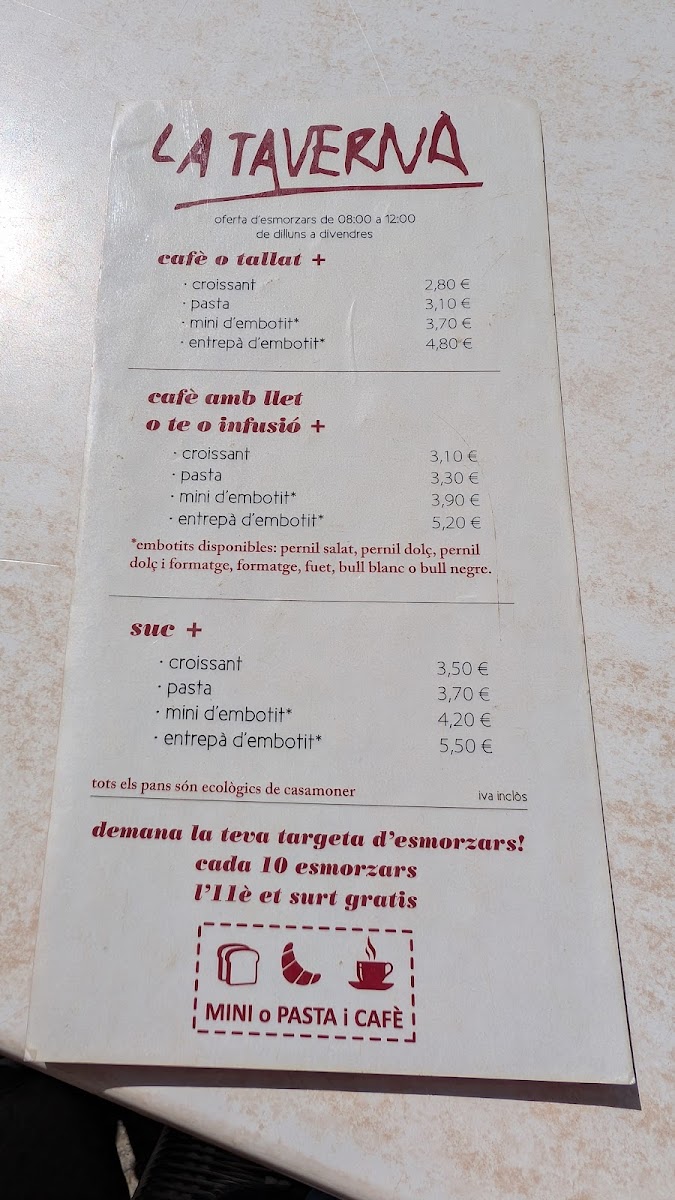 LA TAVERNA
oferta d'esmorzars de 08:00 a 12:00
de dilluns a divendres
cafè o tallat +
· croissant 2,80 €
· pasta 3,10 €
· mini d'embotit* 3,70 €
· entrepà d'embotit* 4,80 €
cafè amb llet
o te o infusió +
· croissant 3,10 €
· pasta 3,30 €
· mini d'embotit* 3,90 €
· entrepà d'embotit* 5,20 €
*embotits disponibles: pernil salat, pernil dolç, pernil
dolç i formatge, formatge, fuet, bull blanc o bull negre.
suc +
· croissant 3,50 €
· pasta 3,70 €
· mini d'embotit* 4,20 €
· entrepà d'embotit* 5,50 €
tots els pans són ecològics de casamoner
iva inclòs
demana la teva targeta d'esmorzars!
cada 10 esmorzars
l'11è et surt gratis
MINI o PASTA i CAFÈ